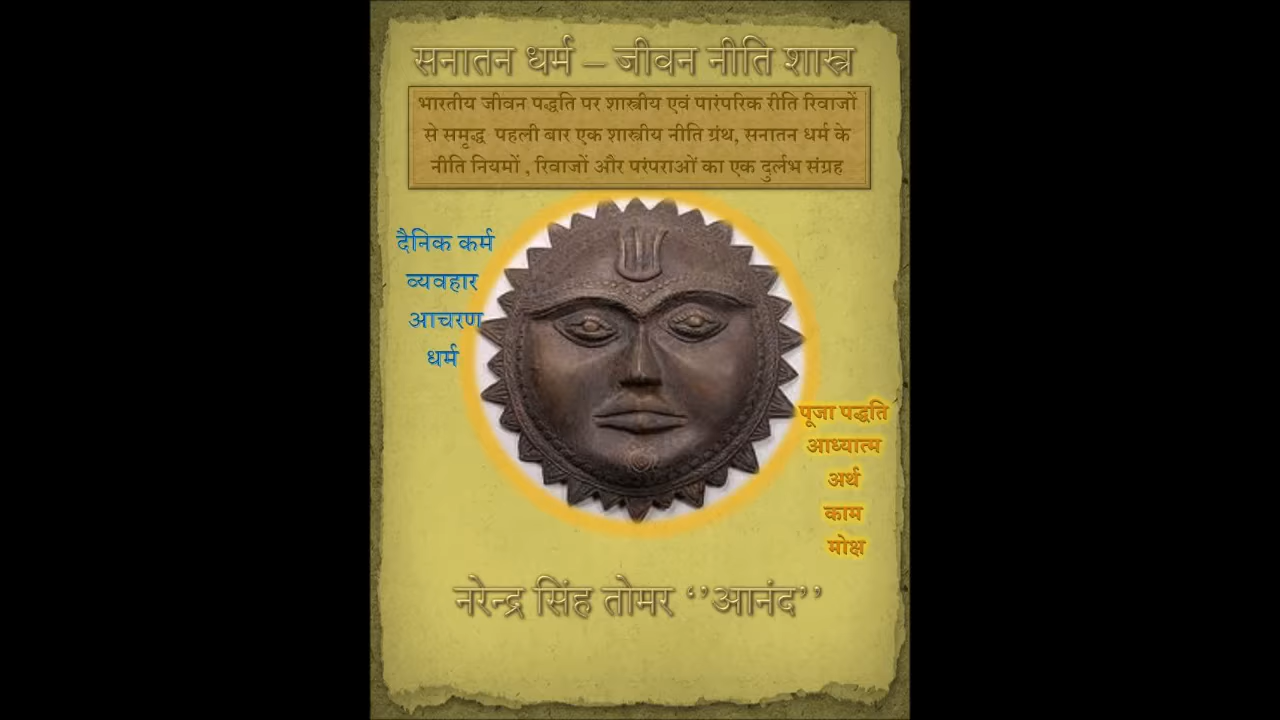 सनातन धर्म – जीवन नीति शास्त्र
भारतीय जीवन पद्धति पर शास्त्रीय एवं पारंपरिक रीति रिवाजों
से समृद्ध पहली बार एक शास्त्रीय नीति ग्रंथ, सनातन धर्म के
नीति नियमों , रिवाजों और परंपराओं का एक दुर्लभ संग्रह
दैनिक कर्म
व्यवहार
आचरण
धर्म
पूजा पद्धति
आध्यात्म
अर्थ
काम
मोक्ष
नरेन्द्र सिंह तोमर ‘’आनंद’’